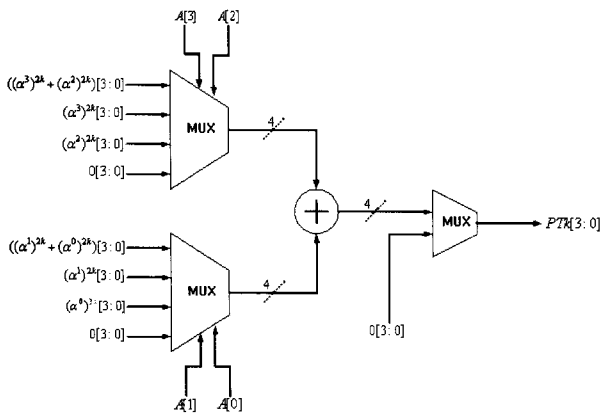 A[3] A[2]
((α³)²ᵏ + (α²)²ᵏ)[3:0]
(α³)²ᵏ[3:0]
(α²)²ᵏ[3:0]
0[3:0]
MUX
4
((α¹)²ᵏ + (α⁰)²ᵏ)[3:0]
(α¹)²ᵏ[3:0]
[3:0]
0[3:0]
MUX
4
A[1] A[0]
+
4
MUX
PTk[3:0]
0[3:0]